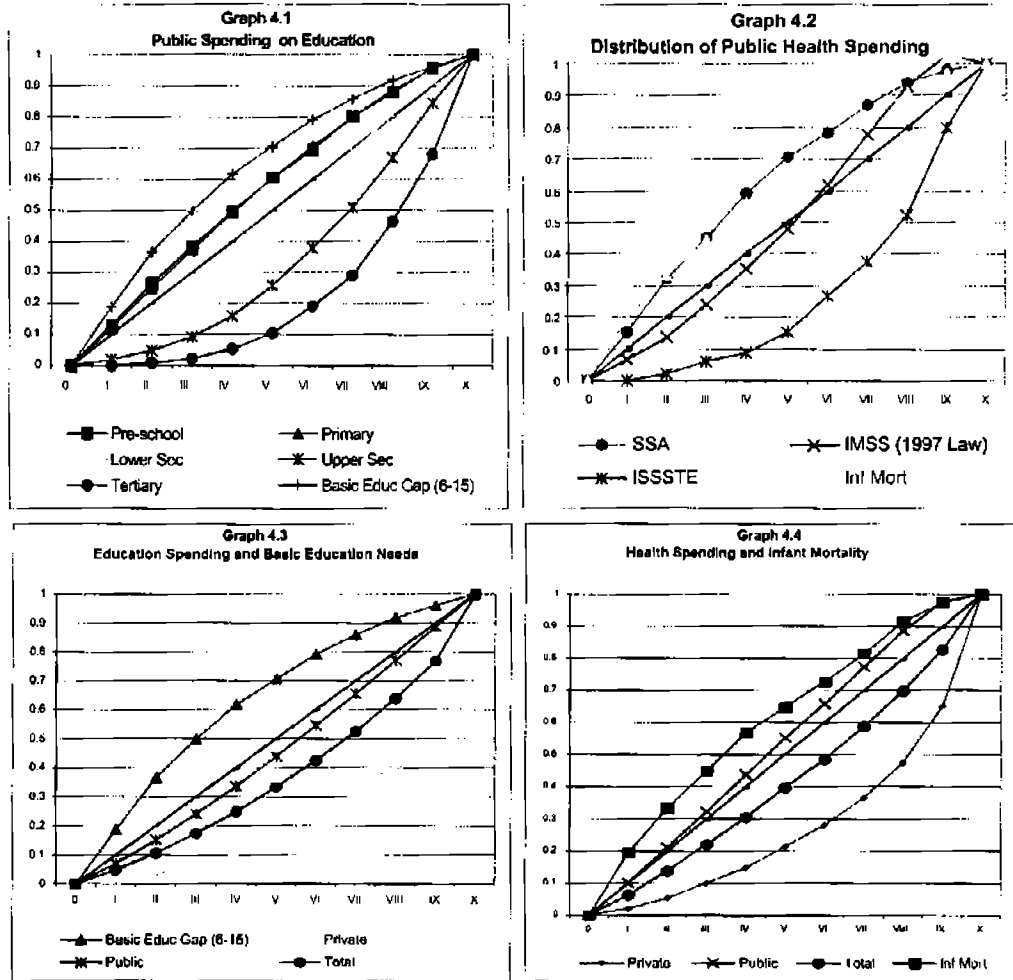 Graph 4.1
Public Spending on Education
1
0.9
0.8
0.7
0.6
0.5
0.4
0.3
0.2
0.1
0
0 I II III IV V VI VII VIII IX X
Pre-school Primary
Lower Sec Upper Sec
Tertiary Basic Educ Gap (6-15)
Graph 4.2
Distribution of Public Health Spending
1
0.9
0.8
0.7
0.6
0.5
0.4
0.3
0.2
0.1
0
0 I II III IV V VI VII VIII IX X
SSA IMSS (1997 Law)
ISSSTE Inf Mort
Graph 4.3
Education Spending and Basic Education Needs
1
0.9
0.8
0.7
0.6
0.5
0.4
0.3
0.2
0.1
0
0 I II III IV V VI VII VIII IX X
Basic Educ Gap (6-15) Private
Public Total
Graph 4.4
Health Spending and Infant Mortality
1
0.9
0.8
0.7
0.6
0.5
0.4
0.3
0.2
0.1
0
0 I II III IV V VI VII VIII IX X
Private Public Total Inf Mort